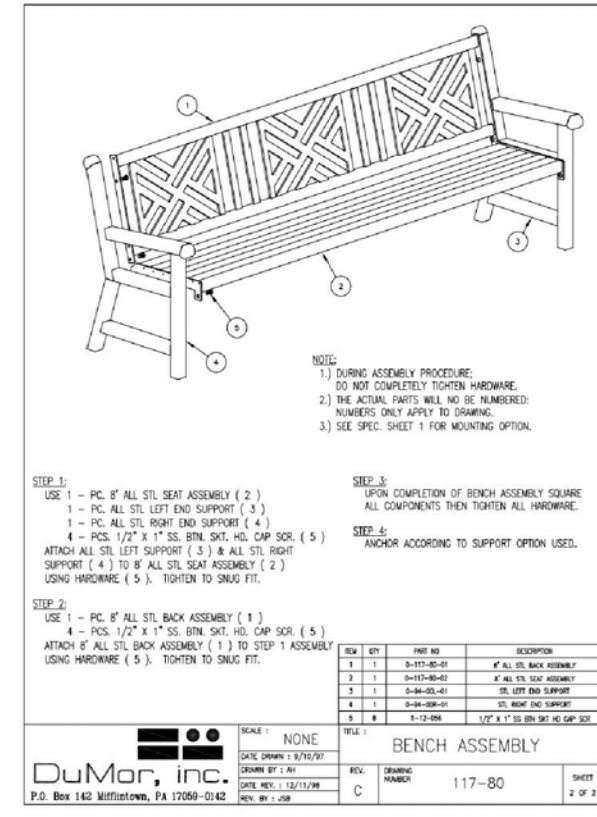 1
3
2
5
4
NOTE:
1.) DURING ASSEMBLY PROCEDURE;
DO NOT COMPLETELY TIGHTEN HARDWARE.
2.) THE ACTUAL PARTS WILL NO BE NUMBERED:
NUMBERS ONLY APPLY TO DRAWING.
3.) SEE SPEC. SHEET 1 FOR MOUNTING OPTION.
STEP 1:
USE 1 - PC. 8' ALL STL SEAT ASSEMBLY ( 2 )
1 - PC. ALL STL LEFT END SUPPORT ( 3 )
1 - PC. ALL STL RIGHT END SUPPORT ( 4 )
4 - PCS. 1/2" X 1" SS. BTN. SKT. HD. CAP SCR. ( 5 )
ATTACH ALL STL LEFT SUPPORT ( 3 ) & ALL STL RIGHT
SUPPORT ( 4 ) TO 8' ALL STL SEAT ASSEMBLY ( 2 )
USING HARDWARE ( 5 ). TIGHTEN TO SNUG FIT.
STEP 2:
USE 1 - PC. 8' ALL STL BACK ASSEMBLY ( 1 )
4 - PCS. 1/2" X 1" SS. BTN. SKT. HD. CAP SCR. ( 5 )
ATTACH 8' ALL STL BACK ASSEMBLY ( 1 ) TO STEP 1 ASSEMBLY
USING HARDWARE ( 5 ). TIGHTEN TO SNUG FIT.
STEP 3:
UPON COMPLETION OF BENCH ASSEMBLY SQUARE
ALL COMPONENTS THEN TIGHTEN ALL HARDWARE.
STEP 4:
ANCHOR ACCORDING TO SUPPORT OPTION USED.
ITEM QTY PART NO DESCRIPTION
1 1 D-117-80-01 8' ALL STL BACK ASSEMBLY
2 1 D-117-80-02 8' ALL STL SEAT ASSEMBLY
3 1 D-94-00L-01 STL LEFT END SUPPORT
4 1 D-94-00R-01 STL RIGHT END SUPPORT
5 8 1/2" X 1" SS BTN SKT HD CAP SCR
DuMor, inc.
P.O. Box 142 Mifflintown, PA 17059-0142
SCALE : NONE
DATE DRAWN : 9/10/97
DRAWN BY : AH
DATE REV. : 12/11/98
REV. BY : JSB
TITLE :
BENCH ASSEMBLY
REV.
C
DRAWING
NUMBER
117-80
SHEET
2 OF 2